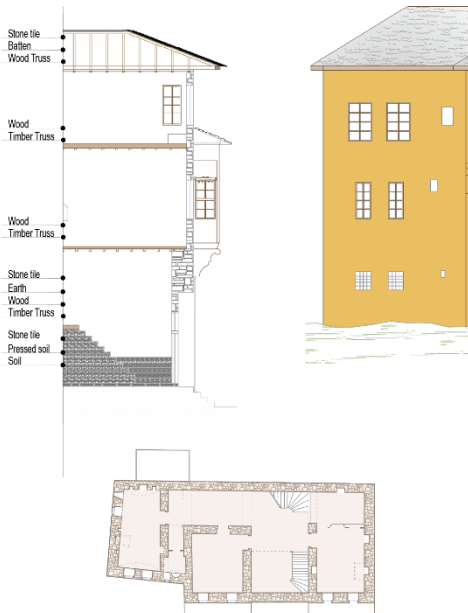 Stone tile
Batten
Wood Truss
Wood
Timber Truss
Wood
Timber Truss
Stone tile
Earth
Wood
Timber Truss
Stone tile
Pressed soil
Soil